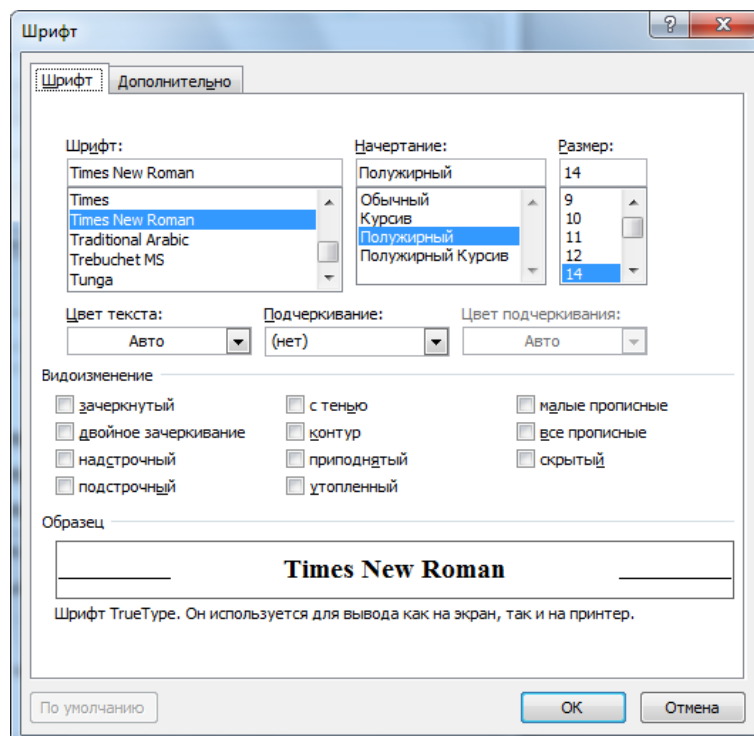 Шрифт
Шрифт Дополнительно
Шрифт: Начертание: Размер:
Times New Roman Полужирный 14
Times Обычный 9
Times New Roman Курсив 10
Traditional Arabic Полужирный 11
Trebuchet MS Полужирный Курсив 12
Tunga 14
Цвет текста: Подчеркивание: Цвет подчеркивания:
Авто (нет) Авто
Видоизменение
зачеркнутый с тенью малые прописные
двойное зачеркивание контур все прописные
надстрочный приподнятый скрытый
подстрочный утопленный
Образец
Times New Roman
Шрифт TrueType. Он используется для вывода как на экран, так и на принтер.
По умолчанию ОК Отмена